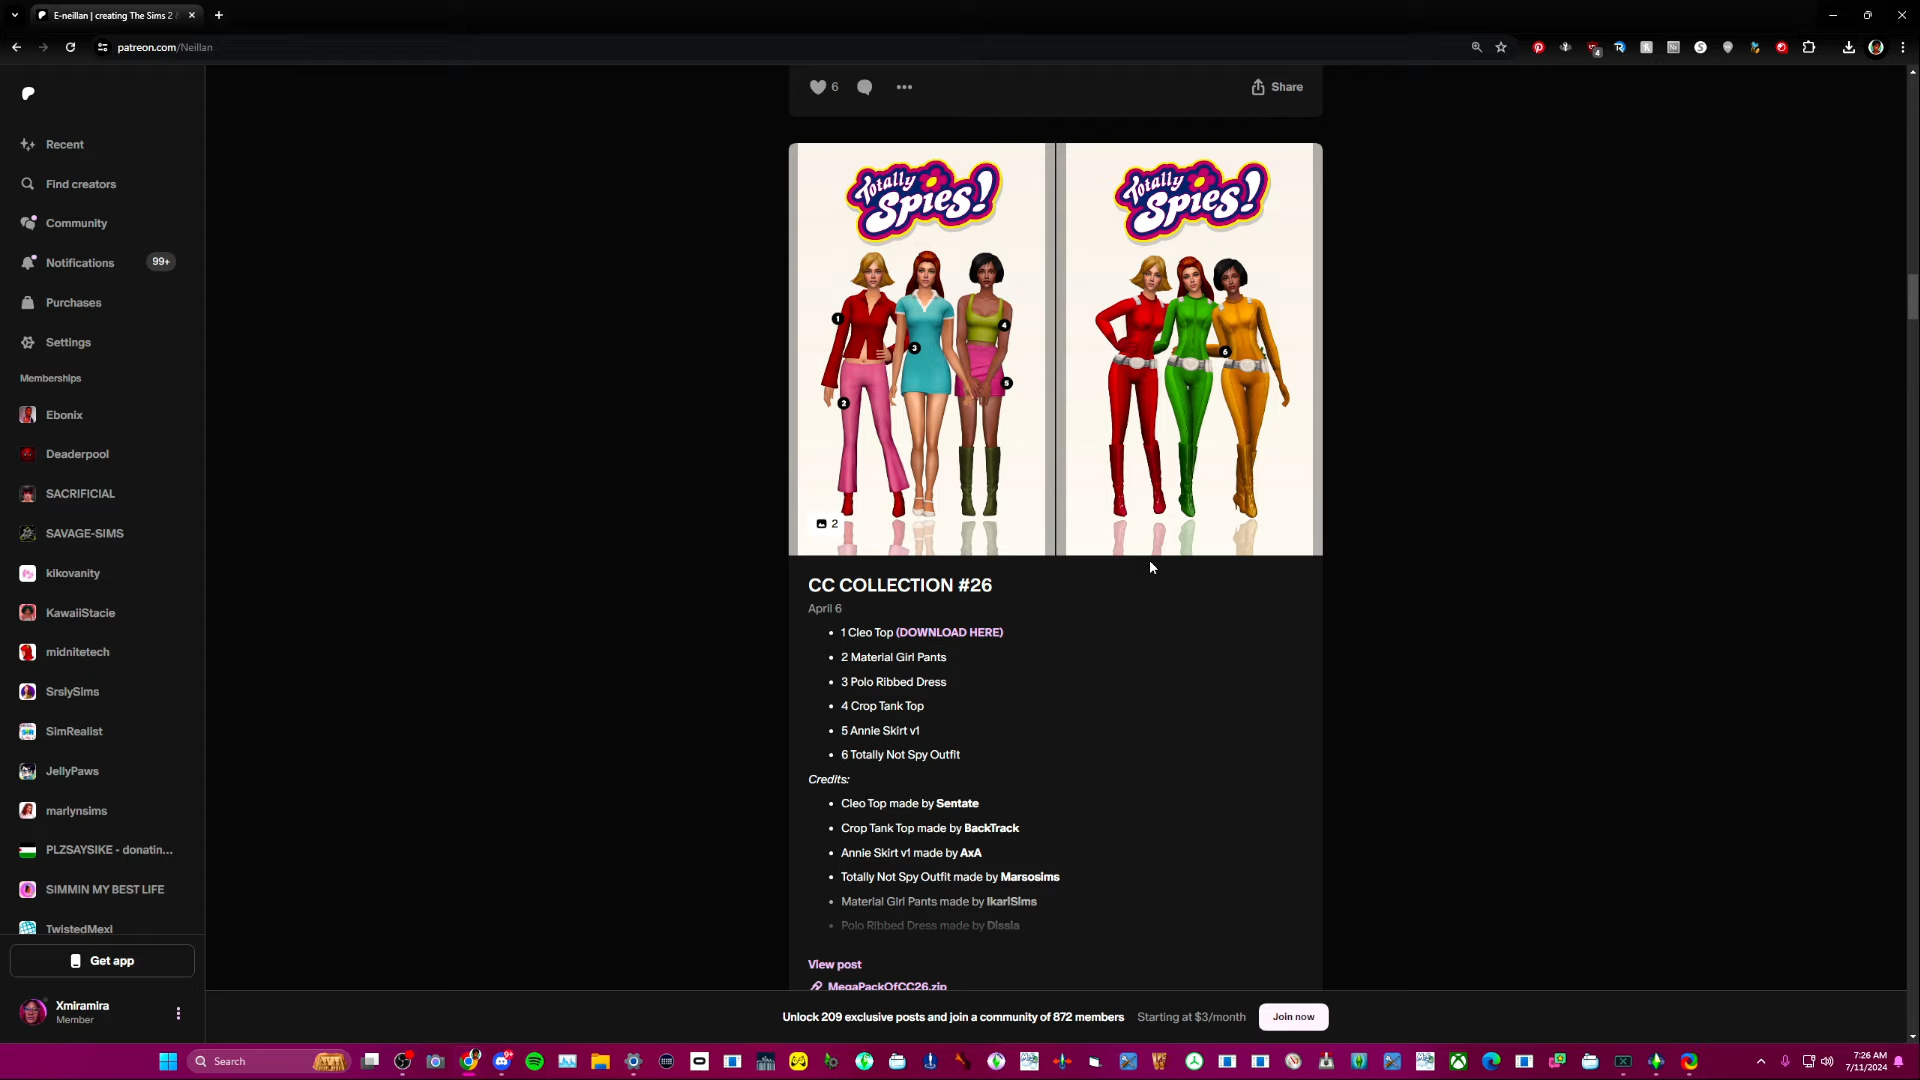 E-neillan | creating The Sims 2
patreon.com/Neillan
4
Recent
Find creators
Community
Notifications 99+
Purchases
Settings
Memberships
Ebonix
Deaderpool
SACRIFICIAL
SAVAGE-SIMS
kikovanity
KawaiiStacie
midnitetech
SrslySims
SimRealist
JellyPaws
marlynsims
PLZSAYSIKE - donatin...
SIMMIN MY BEST LIFE
TwistedMexi
Get app
Xmiramira
Member
6
Share
Totally Spies!
Totally Spies!
1
2
3
4
5
6
2
CC COLLECTION #26
April 6
• 1 Cleo Top (DOWNLOAD HERE)
• 2 Material Girl Pants
• 3 Polo Ribbed Dress
• 4 Crop Tank Top
• 5 Annie Skirt v1
• 6 Totally Not Spy Outfit
Credits:
• Cleo Top made by Sentate
• Crop Tank Top made by BackTrack
• Annie Skirt v1 made by AxA
• Totally Not Spy Outfit made by Marsosims
• Material Girl Pants made by IkariSims
• Polo Ribbed Dress made by Dissia
View post
MegaPackOfCC26.zip
Unlock 209 exclusive posts and join a community of 872 members Starting at $3/month Join now
Search
7:26 AM
7/11/2024